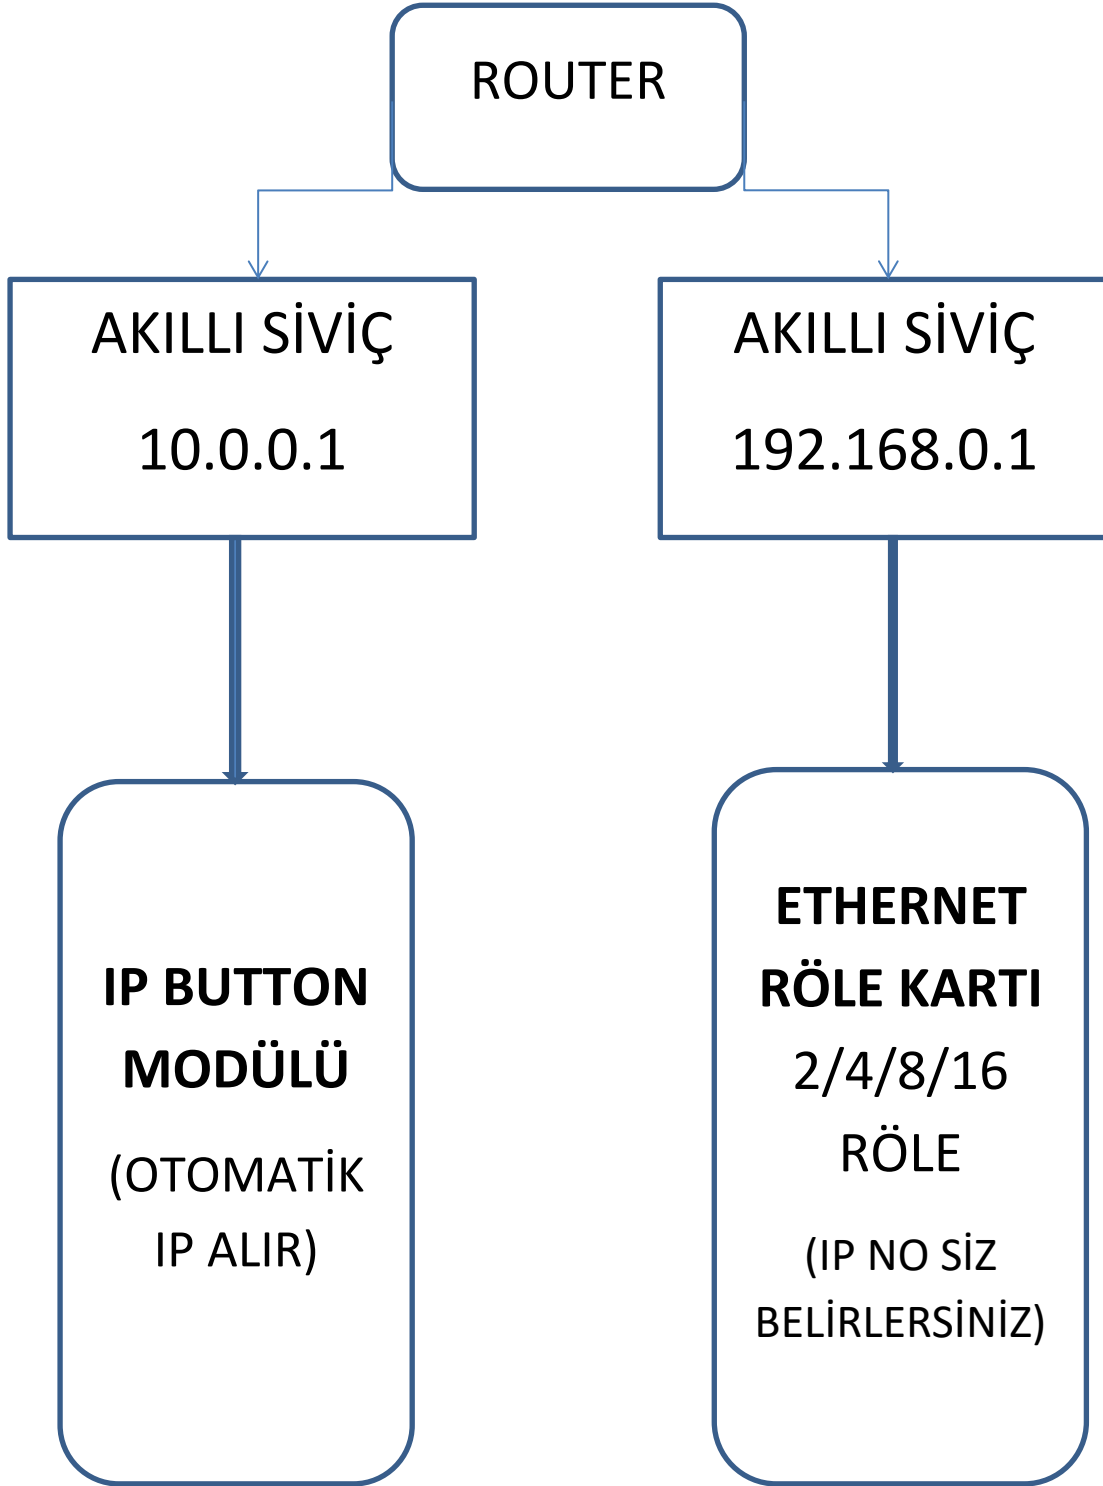 ROUTER
AKILLI SİVİÇ
10.0.0.1
AKILLI SİVİÇ
192.168.0.1
IP BUTTON
MODÜLÜ
(OTOMATİK
IP ALIR)
ETHERNET
RÖLE KARTI
2/4/8/16
RÖLE
(IP NO SİZ
BELİRLERSİNİZ)